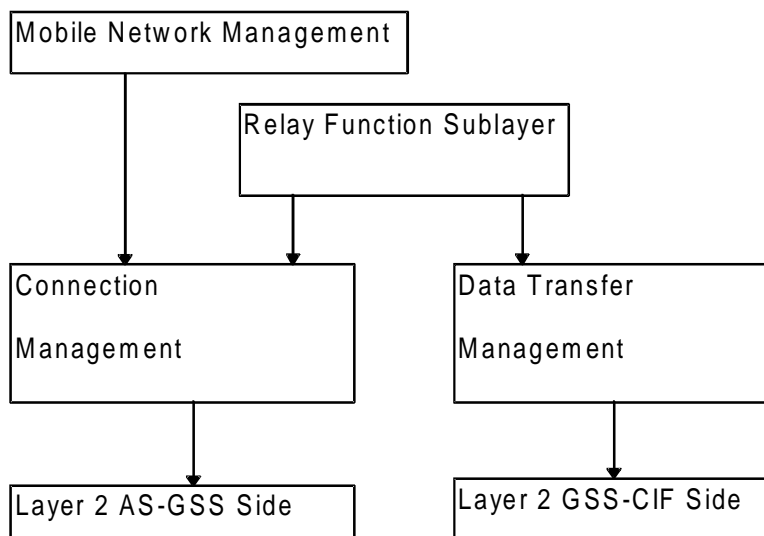 Mobile Network Management
Relay Function Sublayer
Connection
Management
Data Transfer
Management
Layer 2 AS-GSS Side
Layer 2 GSS-CIF Side